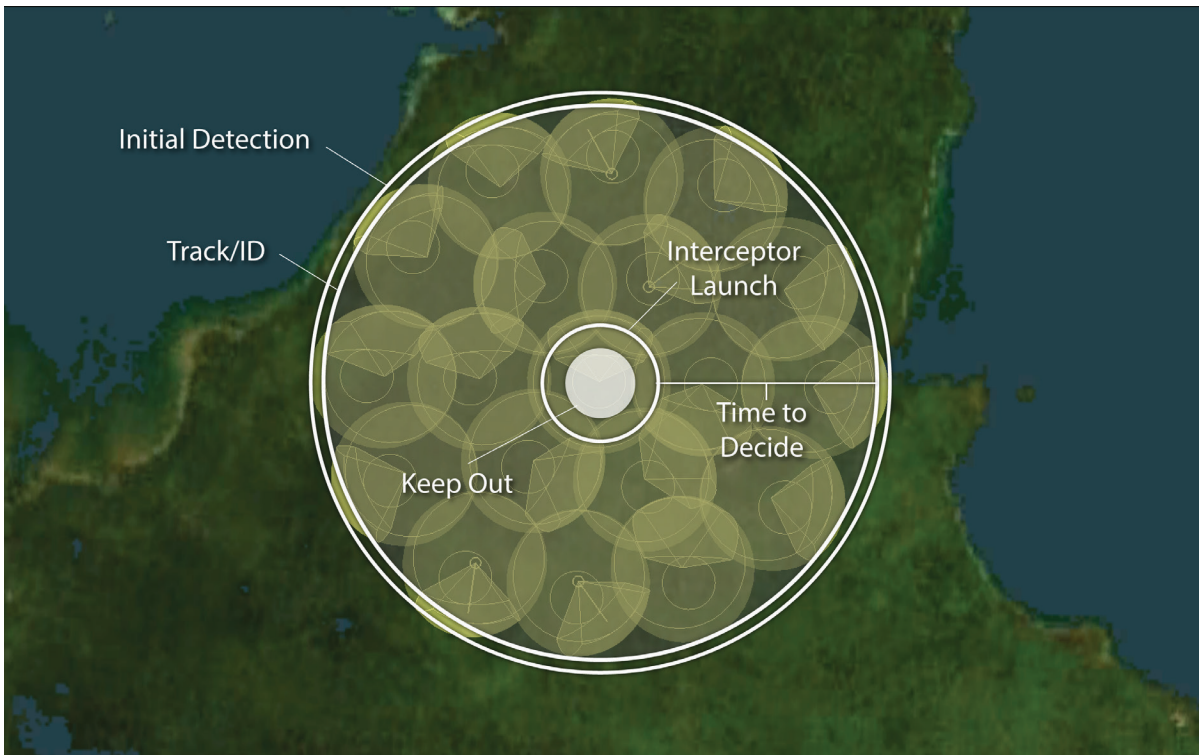 Initial Detection
Track/ID
Interceptor
Launch
Time to
Decide
Keep Out